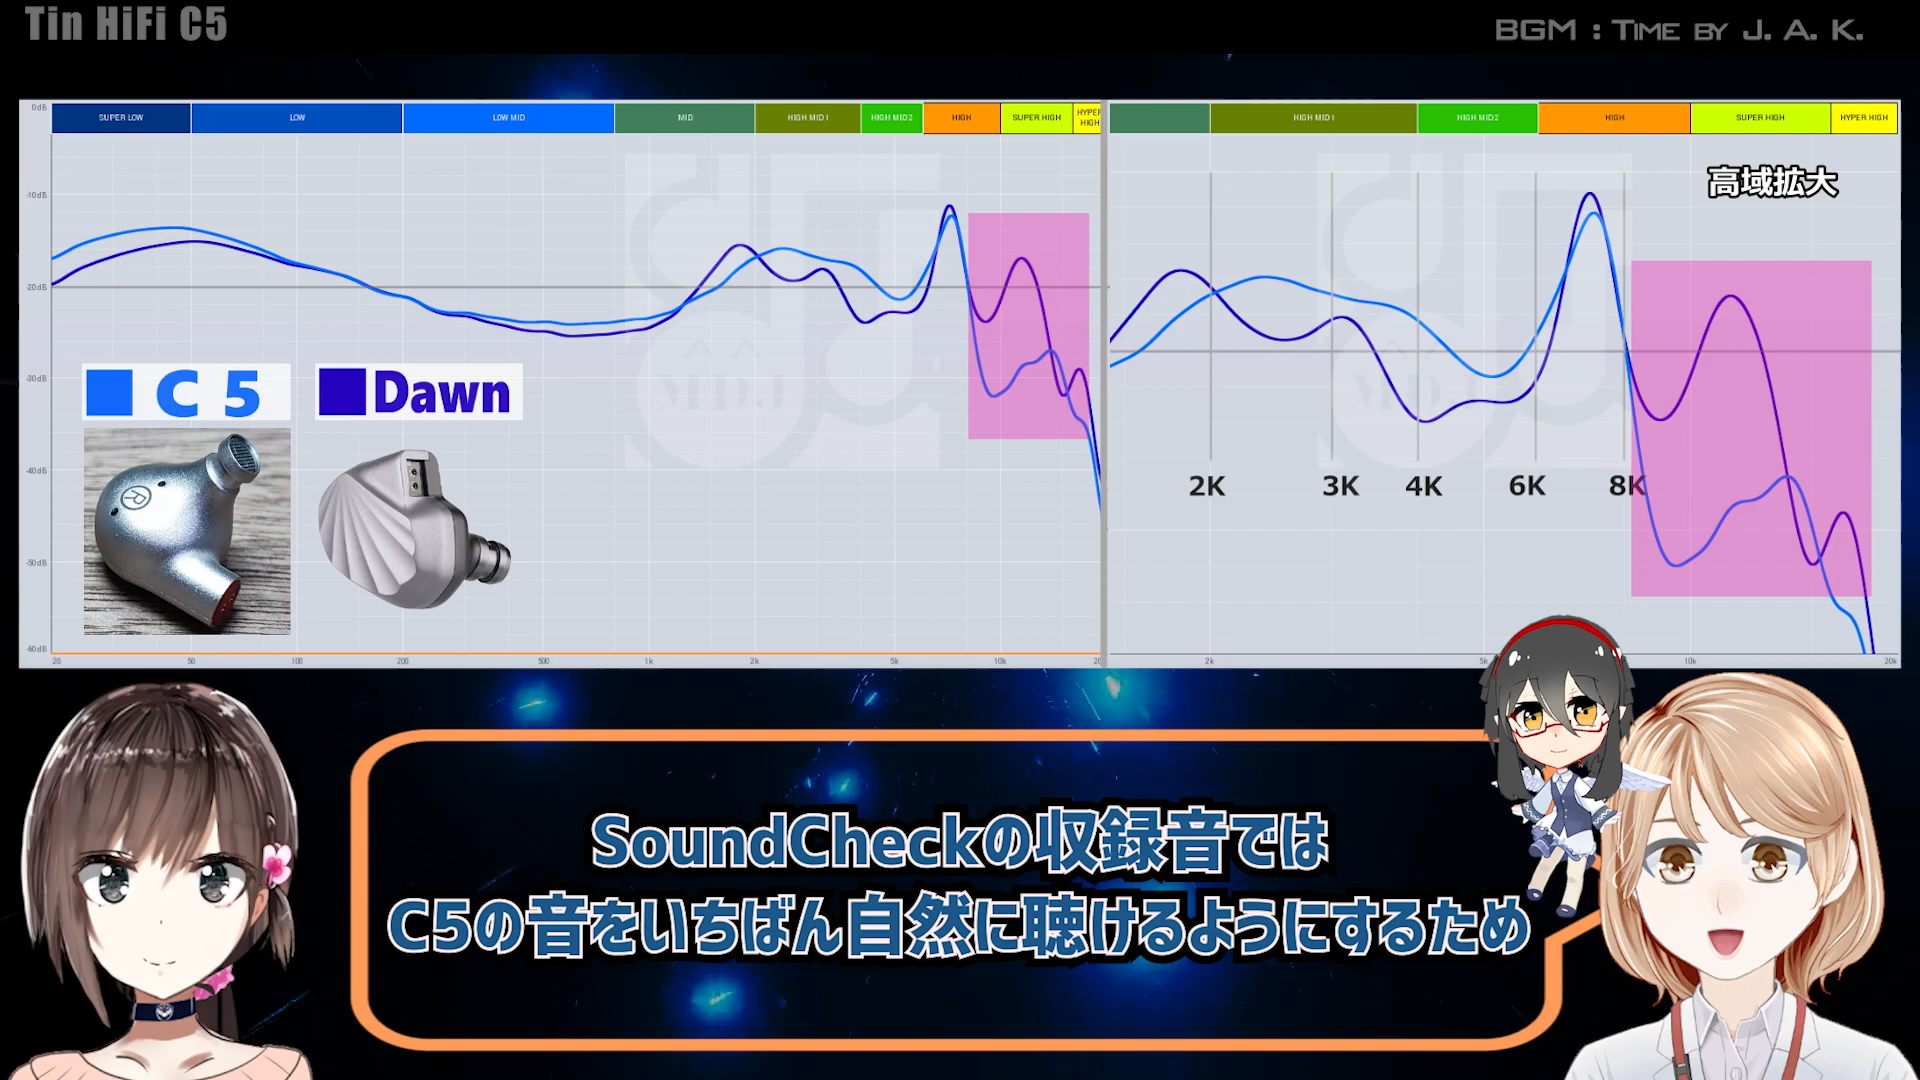 Tin HiFi C5
BGM : Time by J. A. K.
0dB
SUPER LOW
LOW
LOW MID
MID
HIGH MID1
HIGH MID2
HIGH
SUPER HIGH
HYPER
HIGH
-10dB
-20dB
-30dB
-40dB
-50dB
-60dB
C 5
Dawn
R
20
50
100
200
500
1k
2k
5k
10k
20
HIGH MID1
HIGH MID2
HIGH
SUPER HIGH
HYPER HIGH
高域拡大
2K
3K
4K
6K
8K
2k
5k
10k
20k
MDJ
SoundCheckの収録音では
C5の音をいちばん自然に聴けるようにするため